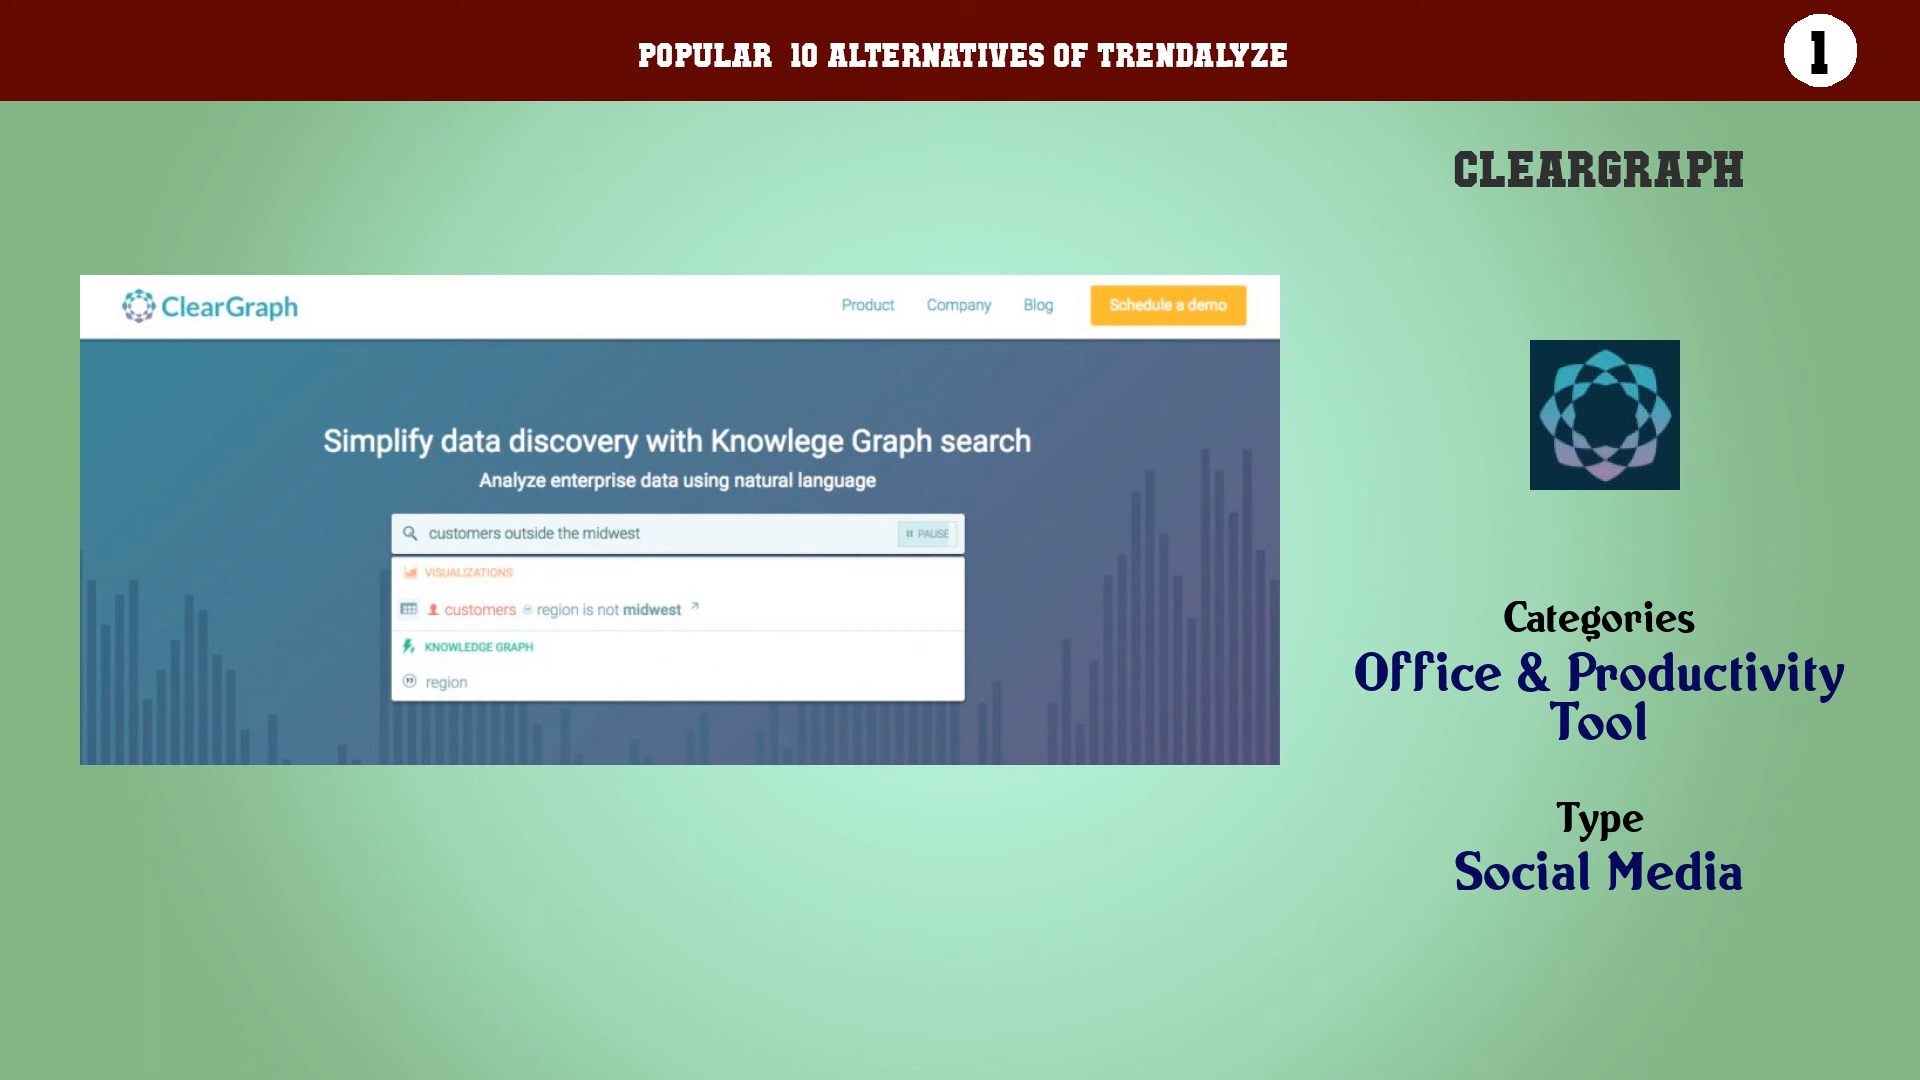 POPULAR 10 ALTERNATIVES OF TRENDALYZE
1
CLEARGRAPH
ClearGraph
Product
Company
Blog
Schedule a demo
Simplify data discovery with Knowlege Graph search
Analyze enterprise data using natural language
customers outside the midwest
PAUSE
VISUALIZATIONS
customers region is not midwest
KNOWLEDGE GRAPH
region
Categories
Office & Productivity
Tool
Type
Social Media